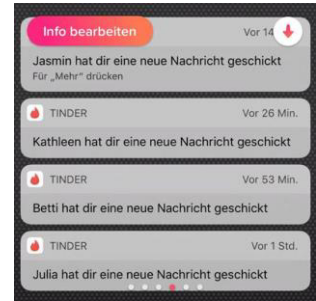 Info bearbeiten
Vor 14
Jasmin hat dir eine neue Nachricht geschickt
Für „Mehr“ drücken
TINDER
Vor 26 Min.
Kathleen hat dir eine neue Nachricht geschickt
TINDER
Vor 53 Min.
Betti hat dir eine neue Nachricht geschickt
TINDER
Vor 1 Std.
Julia hat dir eine neue Nachricht geschickt